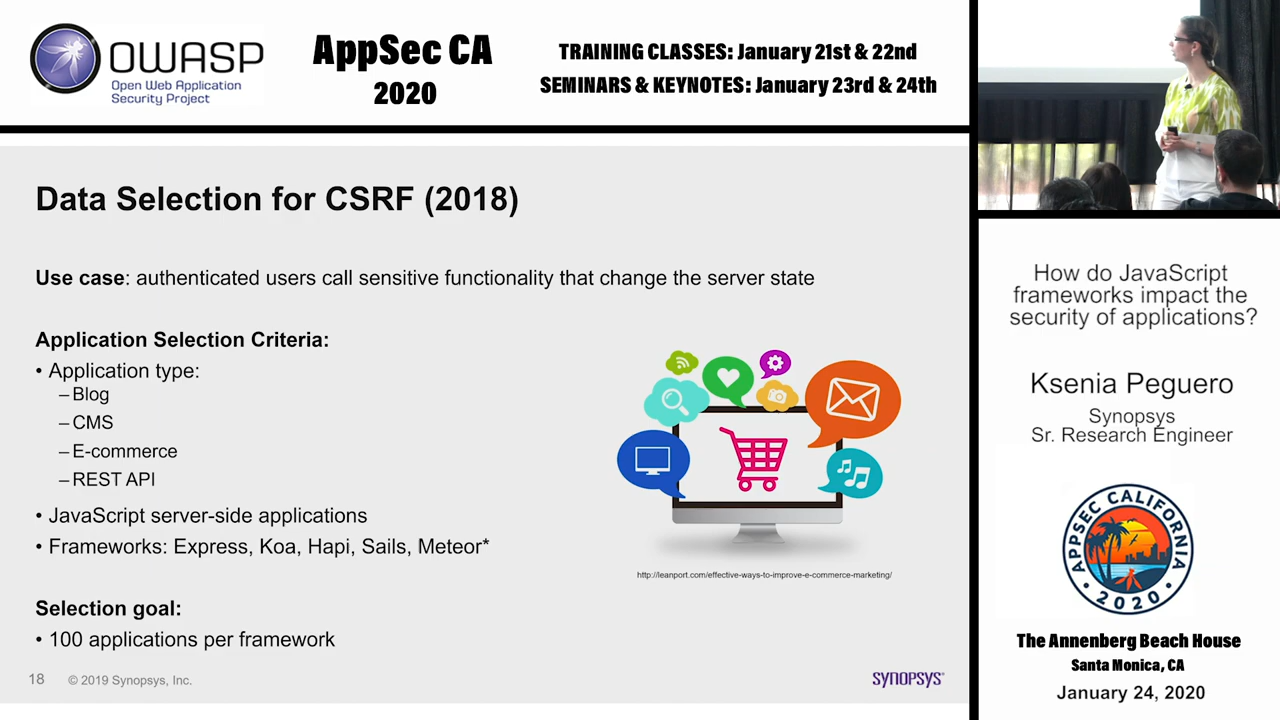 OWASP
Open Web Application
Security Project
AppSec CA
2020
TRAINING CLASSES: January 21st & 22nd
SEMINARS & KEYNOTES: January 23rd & 24th
Data Selection for CSRF (2018)
Use case: authenticated users call sensitive functionality that change the server state
Application Selection Criteria:
• Application type:
– Blog
– CMS
– E-commerce
– REST API
• JavaScript server-side applications
• Frameworks: Express, Koa, Hapi, Sails, Meteor*
http://leanport.com/effective-ways-to-improve-e-commerce-marketing/
Selection goal:
• 100 applications per framework
18
© 2019 Synopsys, Inc.
SYNOPSYS®
How do JavaScript
frameworks impact the
security of applications?
Ksenia Peguero
Synopsys
Sr. Research Engineer
APPSEC CALIFORNIA
• 2020 •
The Annenberg Beach House
Santa Monica, CA
January 24, 2020